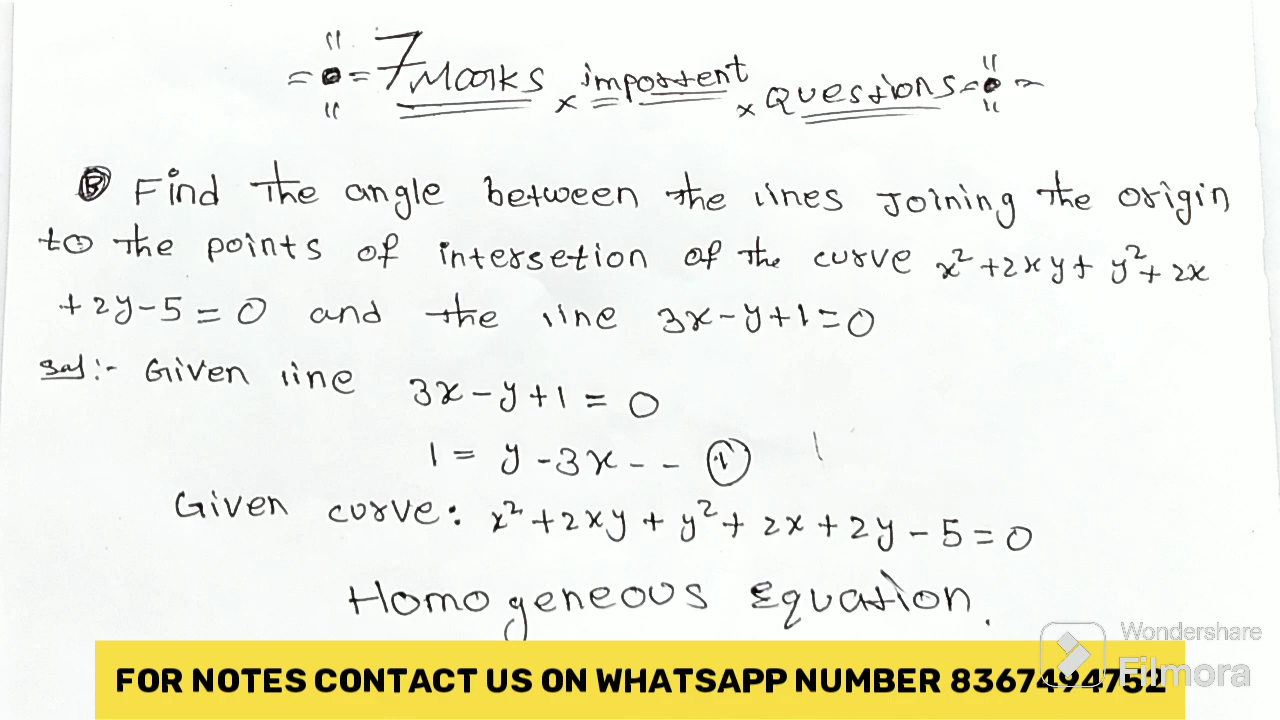 = • = 7 Marks × important × questions = • =
B Find the angle between the lines Joining the origin
to the points of intersetion of the curve x² + 2xy + y² + 2x
+ 2y - 5 = 0 and the line 3x - y + 1 = 0
Sol :- Given line 3x - y + 1 = 0
1 = y - 3x - - ①
Given curve : x² + 2xy + y² + 2x + 2y - 5 = 0
Homogeneous Equation.
Wondershare
Filmora
FOR NOTES CONTACT US ON WHATSAPP NUMBER 8367494752